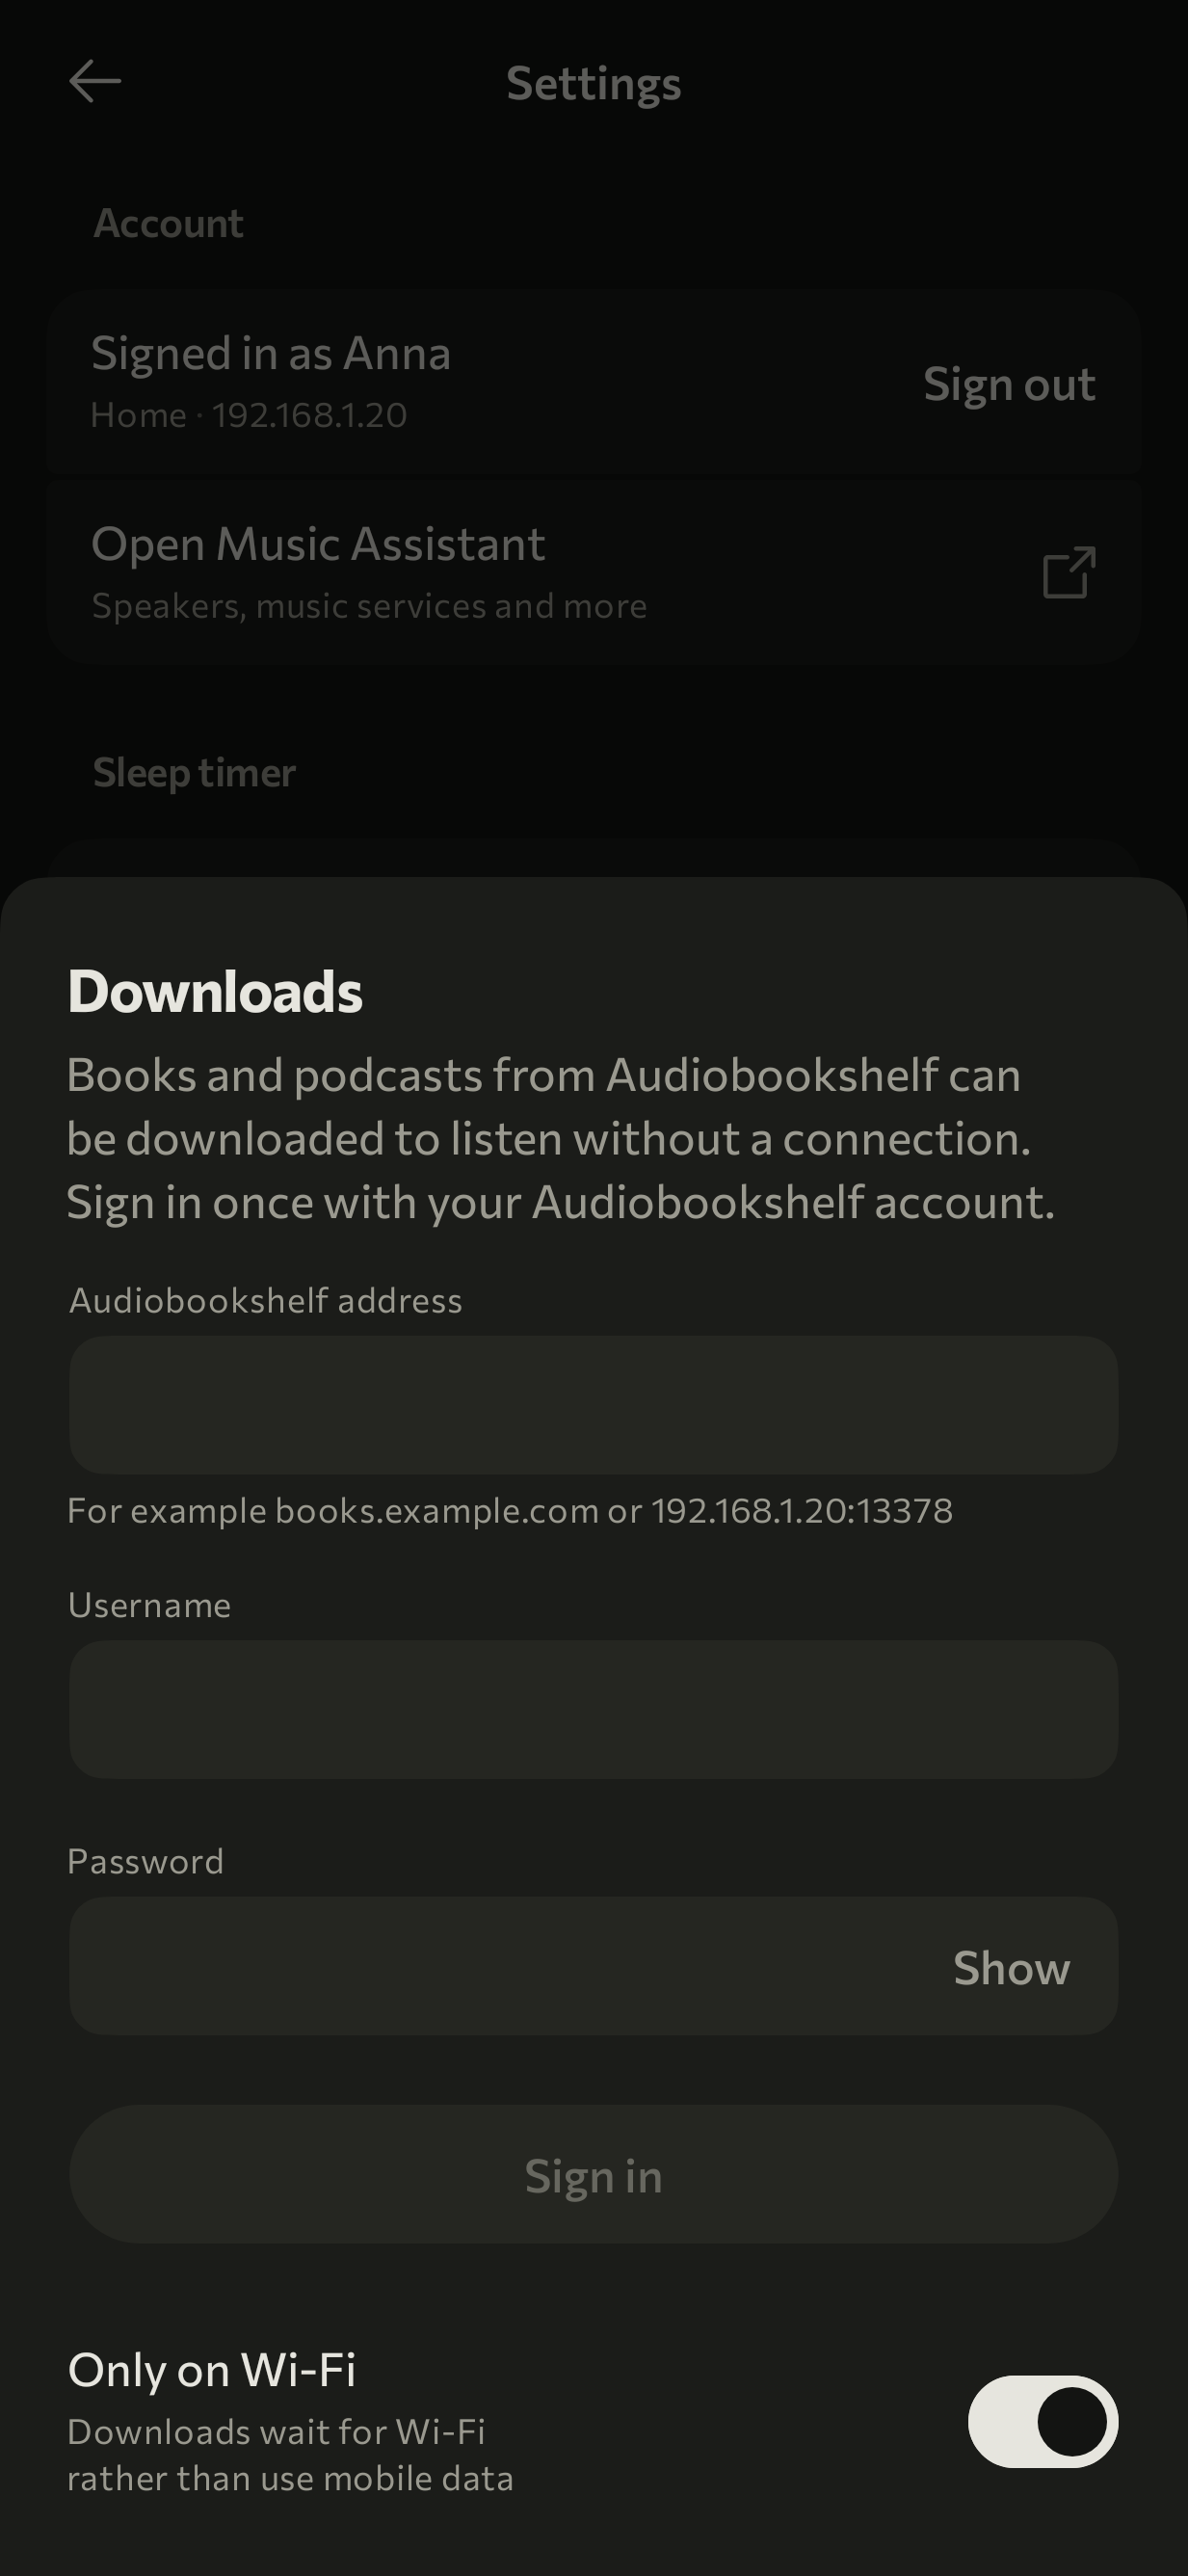 Settings
Account
Signed in as Anna
Home · 192.168.1.20
Sign out
Open Music Assistant
Speakers, music services and more
Sleep timer
Downloads
Books and podcasts from Audiobookshelf can
be downloaded to listen without a connection.
Sign in once with your Audiobookshelf account.
Audiobookshelf address
For example books.example.com or 192.168.1.20:13378
Username
Password
Show
Sign in
Only on Wi-Fi
Downloads wait for Wi-Fi
rather than use mobile data